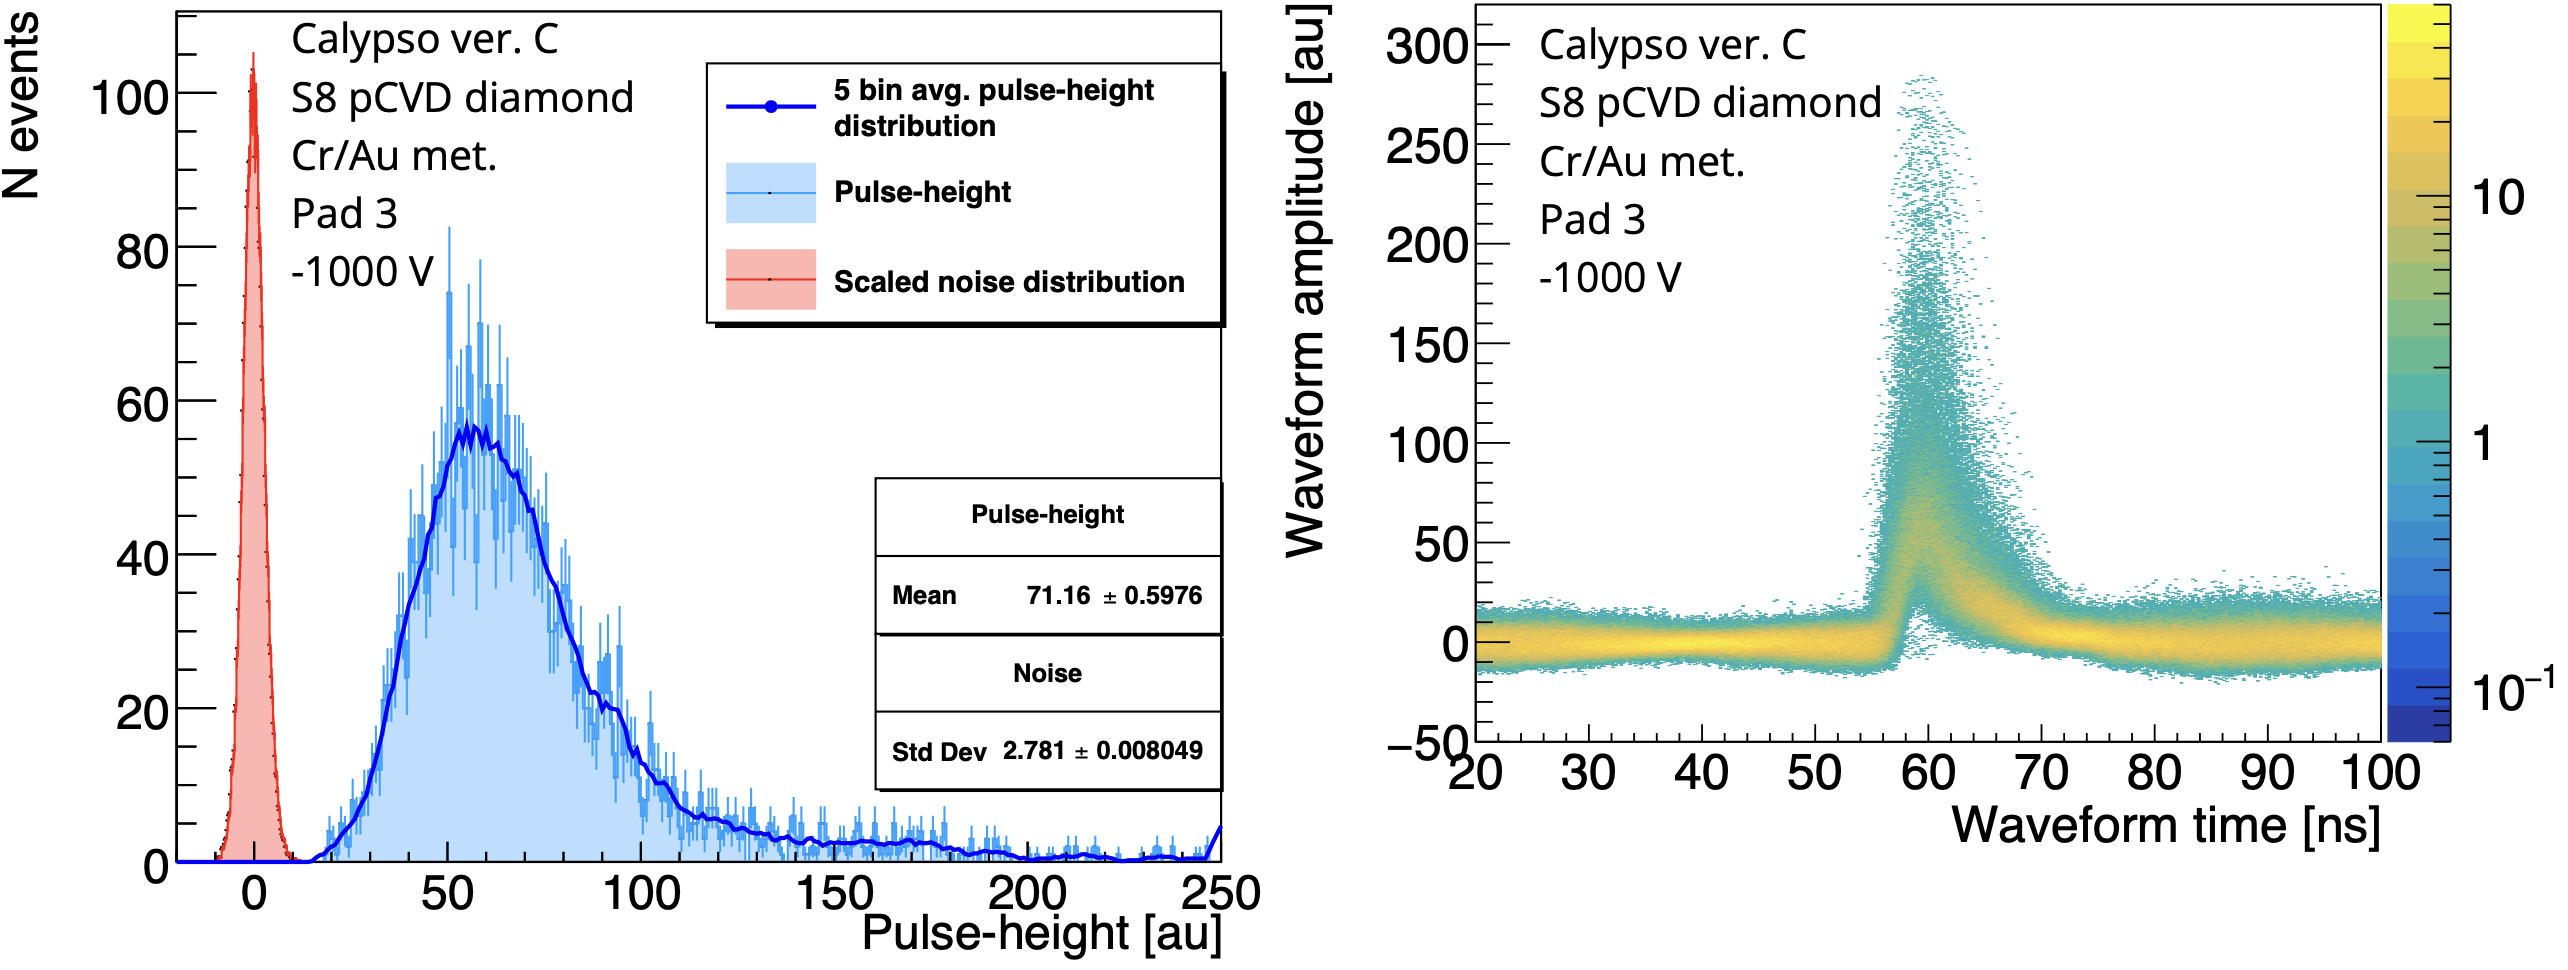 N events
Calypso ver. C
S8 pCVD diamond
Cr/Au met.
Pad 3
-1000 V
5 bin avg. pulse-height
distribution
Pulse-height
Scaled noise distribution
Pulse-height
Mean 71.16 ± 0.5976
Noise
Std Dev 2.781 ± 0.008049
100
80
60
40
20
0
0 50 100 150 200 250
Pulse-height [au]
Waveform amplitude [au]
Calypso ver. C
S8 pCVD diamond
Cr/Au met.
Pad 3
-1000 V
300
250
200
150
100
50
0
−50
20 30 40 50 60 70 80 90 100
Waveform time [ns]
10
1
10⁻¹